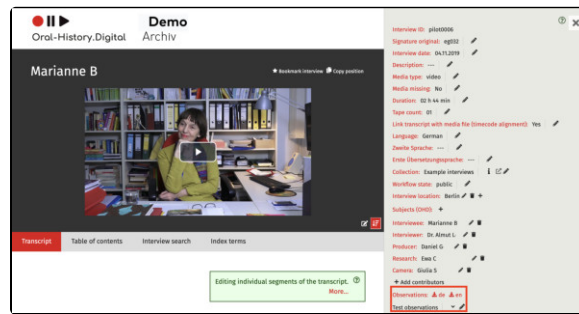 Oral-History.Digital
Demo
Archiv
Marianne B
Bookmark interview Copy position
Transcript Table of contents Interview search Index terms
Editing individual segments of the transcript.
More...
Interview ID: pilot0006
Signature original: egl02
Interview date: 04.11.2019
Description: ---
Media type: video
Media missing: No
Duration: 02 h 44 min
Tape count: 01
Link transcript with media file (timecode alignment): Yes
Language: German
Zweite Sprache: ---
Erste Übersetzungssprache: ---
Collection: Example interviews
Workflow state: public
Interview location: Berlin
Subjects (OHD)
Interviewee: Marianne B
Interviewer: Dr. Almut L
Producer: Daniel G
Research: Ewa C
Camera: Giulia S
+ Add contributors
Observations: de en
Test observations